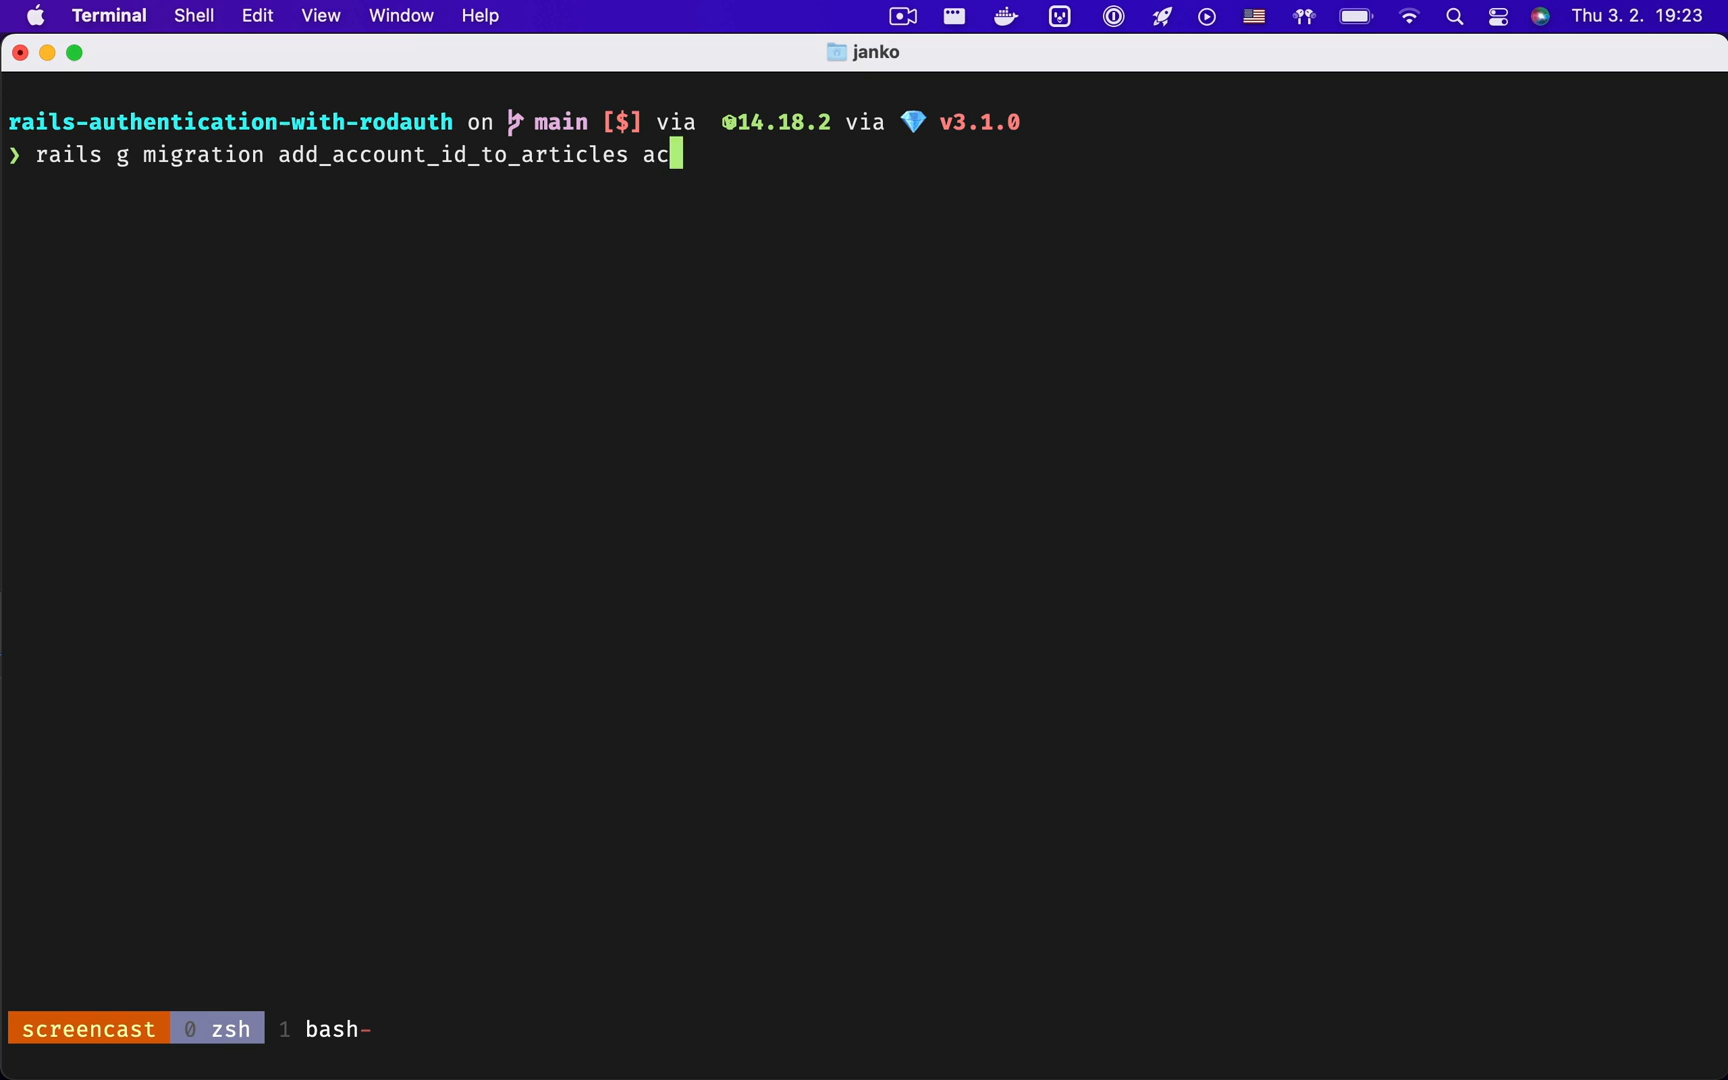 Terminal Shell Edit View Window Help Thu 3. 2. 19:23
janko
rails-authentication-with-rodauth on main [$] via 14.18.2 via 💎 v3.1.0
❯ rails g migration add_account_id_to_articles ac
screencast 0 zsh 1 bash-